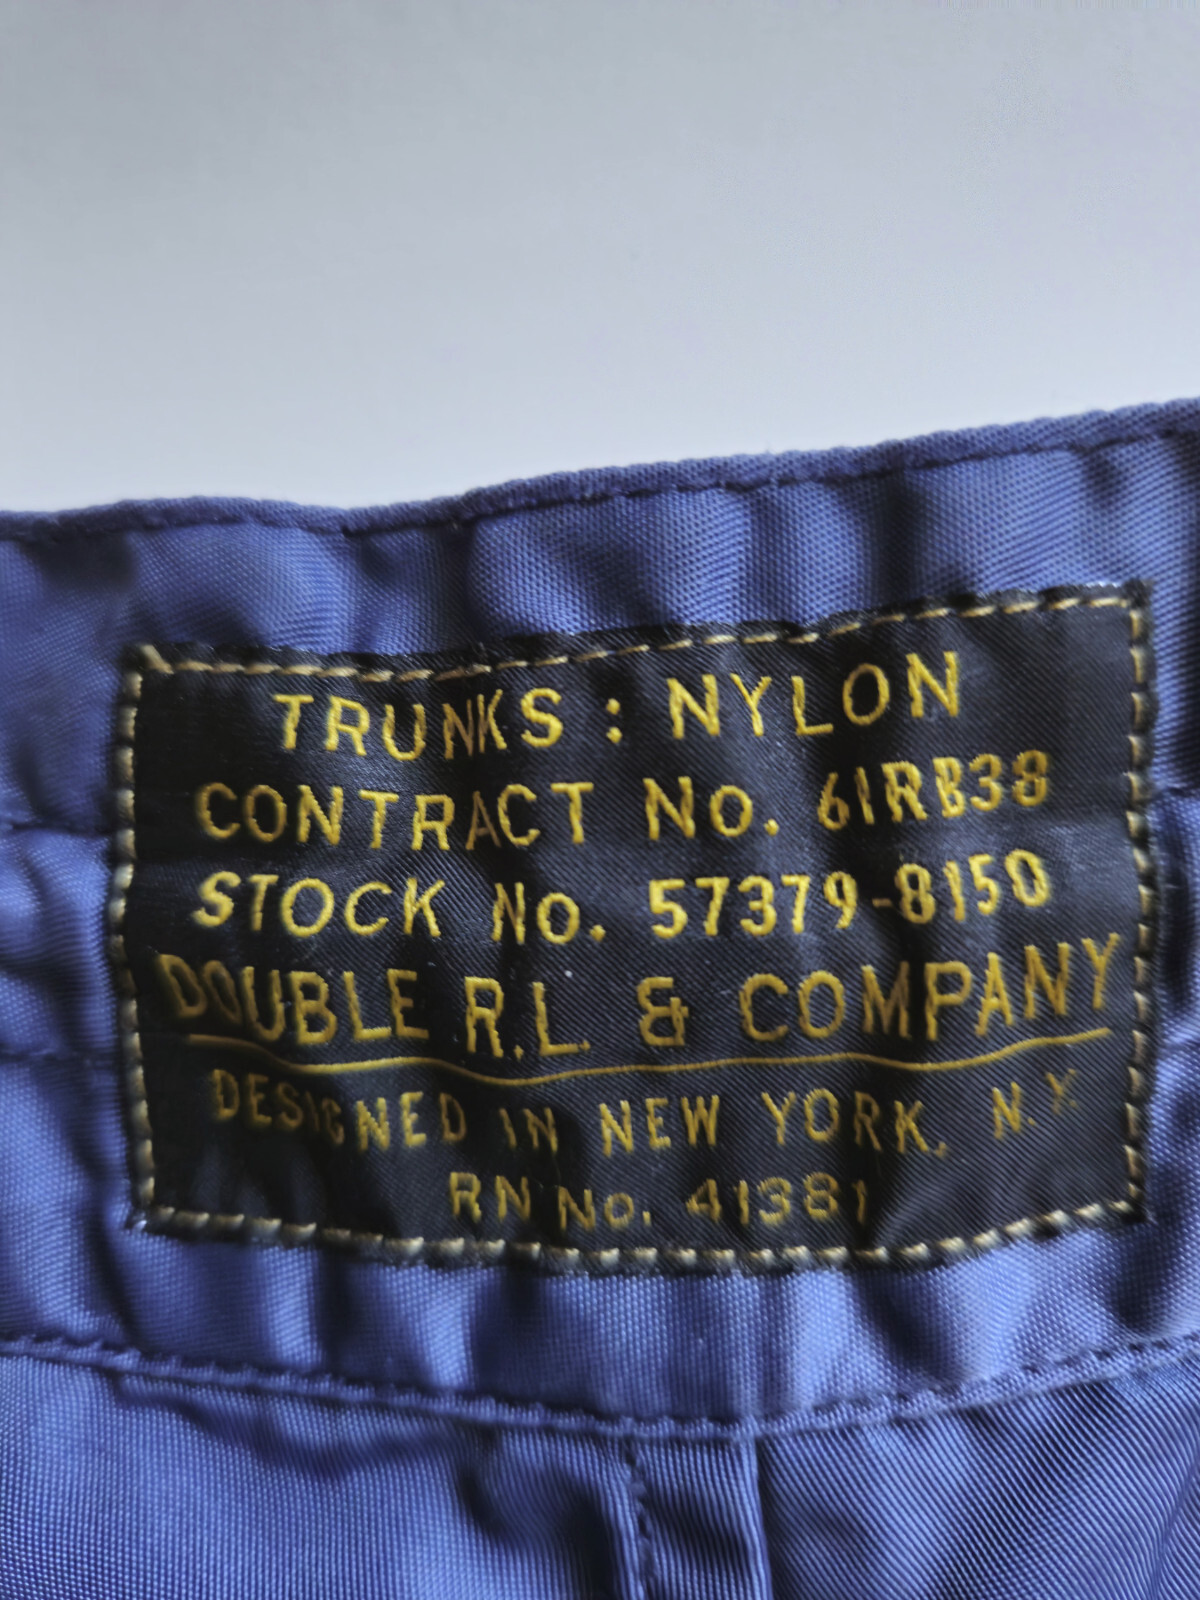 TRUNKS : NYLON
CONTRACT No. 61RB38
STOCK No. 57379-8150
DOUBLE R.L. & COMPANY
DESIGNED IN NEW YORK, N.Y.
RN No. 41381